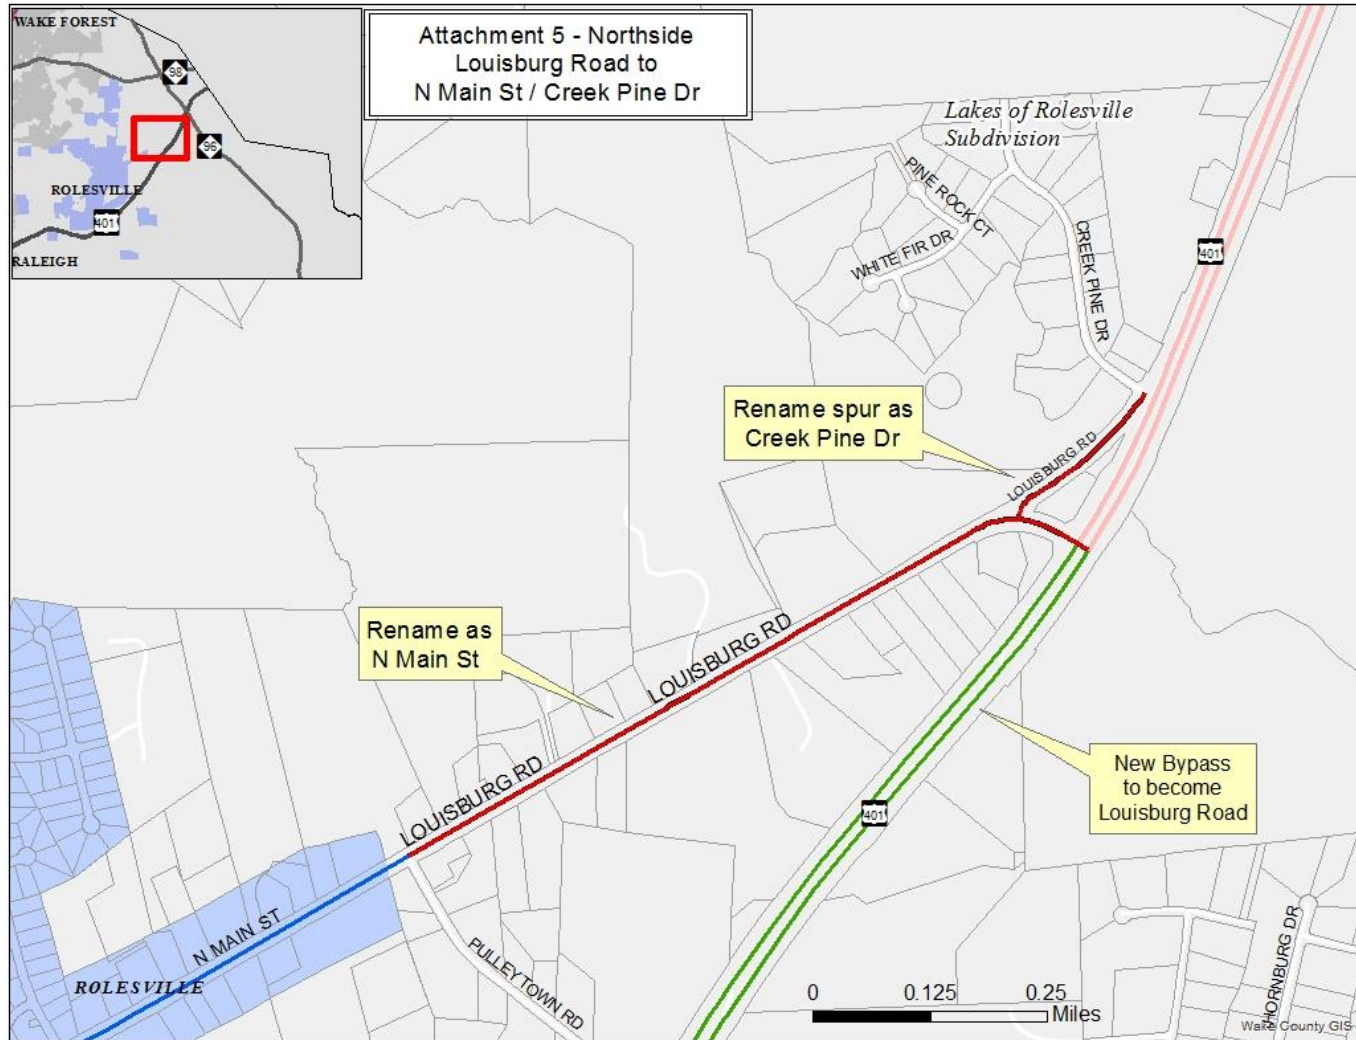 WAKE FOREST
98
96
ROLESVILLE
401
RALEIGH
Attachment 5 - Northside
Louisburg Road to
N Main St / Creek Pine Dr
Lakes of Rolesville
Subdivision
PINE ROCK CT
WHITE FIR DR
CREEK PINE DR
401
Rename spur as
Creek Pine Dr
LOUISBURG RD
Rename as
N Main St
LOUISBURG RD
LOUISBURG RD
New Bypass
to become
Louisburg Road
401
N MAIN ST
ROLESVILLE
PULLEY TOWN RD
THORNBURG DR
0 0.125 0.25
Miles
Wake County GIS